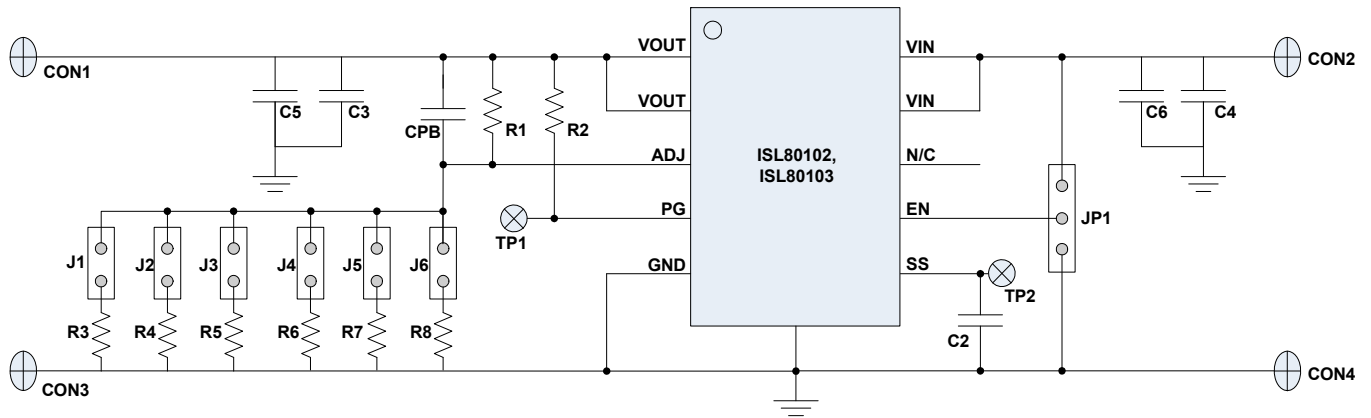 VOUT
VIN
CON1
CON2
C5
C3
CPB
R1
R2
VOUT
VIN
C6
C4
ADJ
ISL80102,
ISL80103
N/C
PG
EN
JP1
TP1
J1
J2
J3
J4
J5
J6
GND
SS
TP2
R3
R4
R5
R6
R7
R8
C2
CON3
CON4